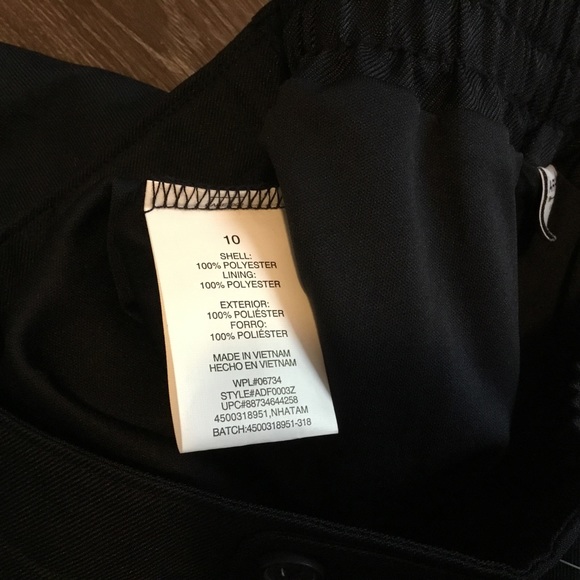 10
SHELL:
100% POLYESTER
LINING:
100% POLYESTER
EXTERIOR:
100% POLIÉSTER
FORRO:
100% POLIÉSTER
MADE IN VIETNAM
HECHO EN VIETNAM
WPL#06734
STYLE#ADF0003Z
UPC#88734644258
4500318951,NHATAM
BATCH:4500318951-318